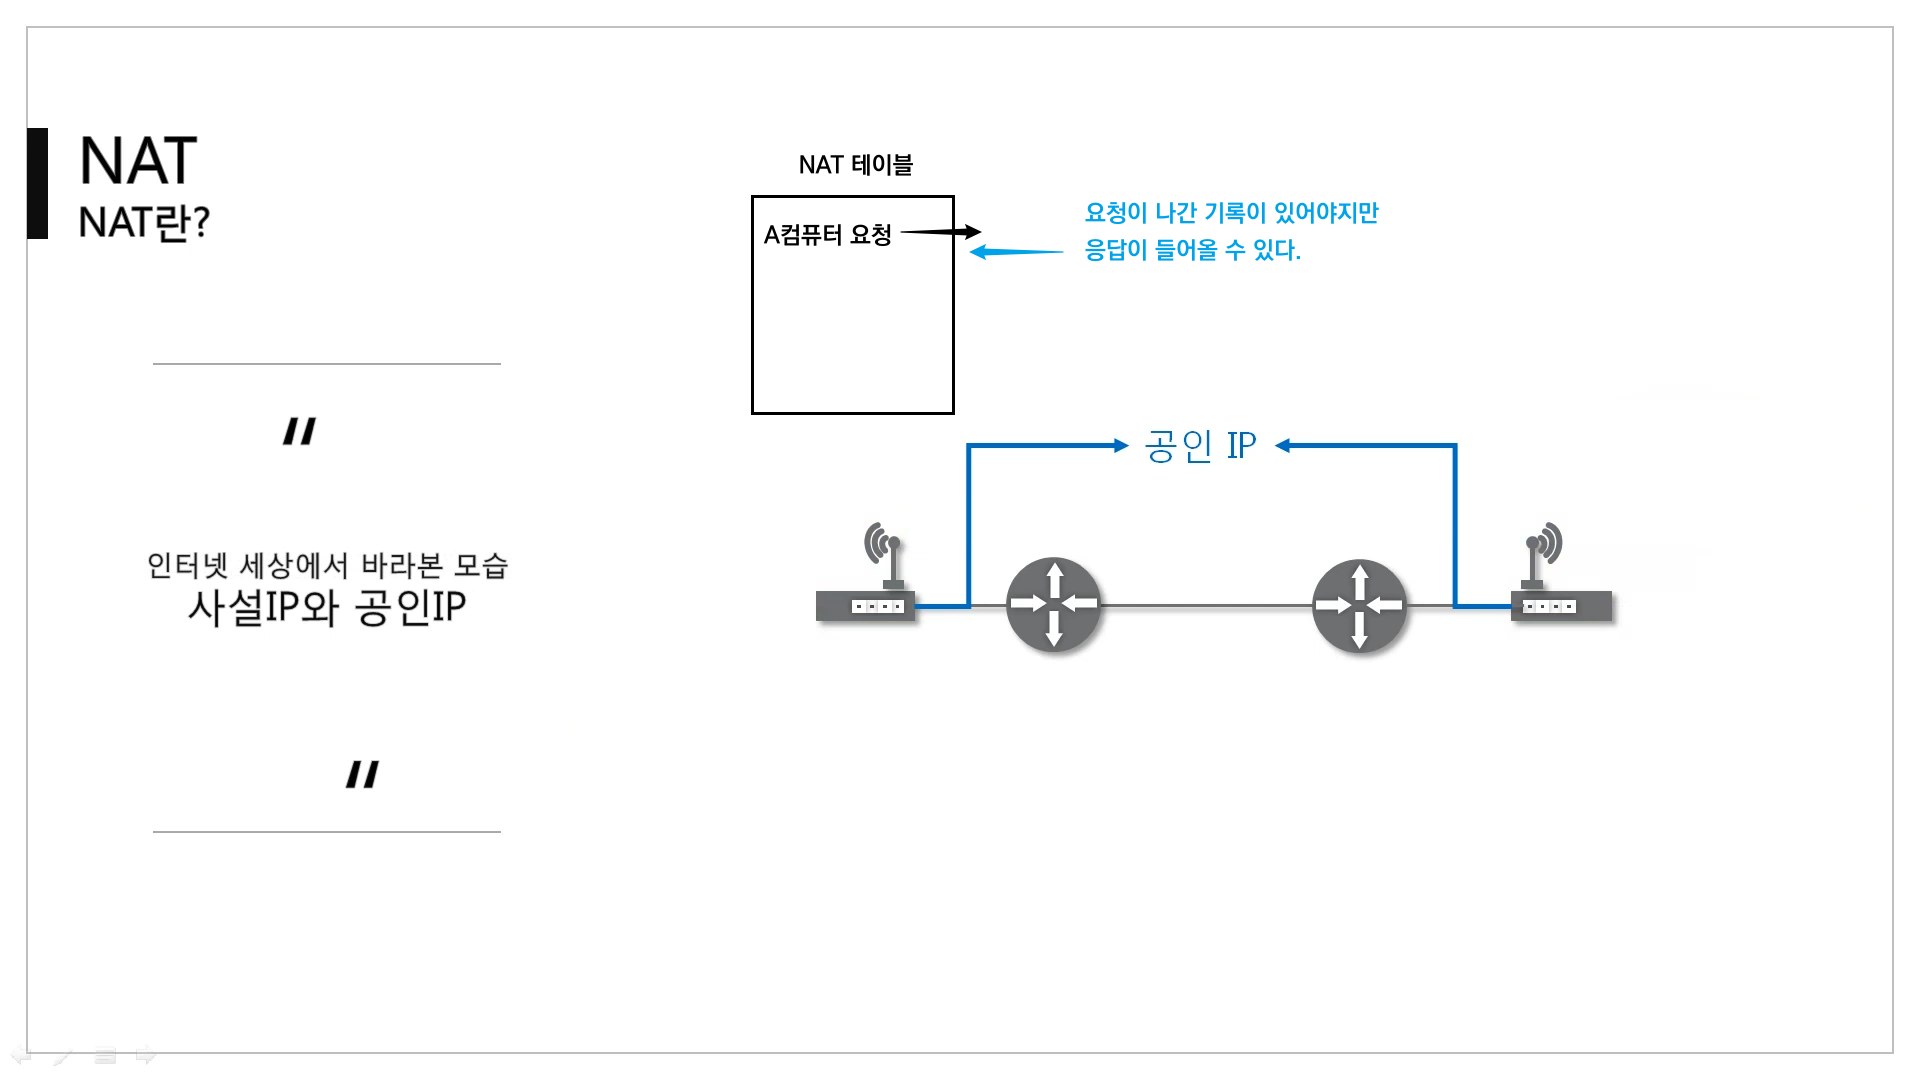 NAT
NAT란?
"
인터넷 세상에서 바라본 모습
사설IP와 공인IP
"
NAT 테이블
A컴퓨터 요청
요청이 나간 기록이 있어야지만
응답이 들어올 수 있다.
공인 IP